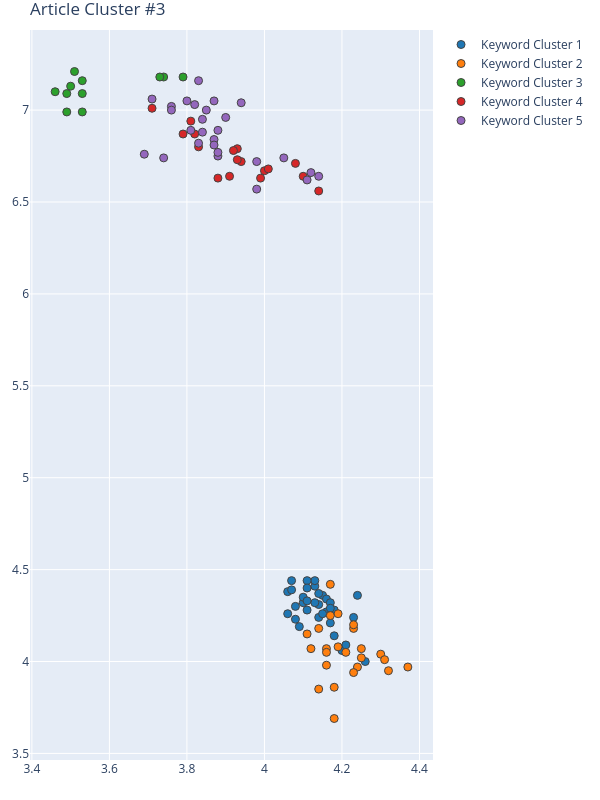 Article Cluster #3
Keyword Cluster 1
Keyword Cluster 2
Keyword Cluster 3
Keyword Cluster 4
Keyword Cluster 5
7
6.5
6
5.5
5
4.5
4
3.5
3.4 3.6 3.8 4 4.2 4.4